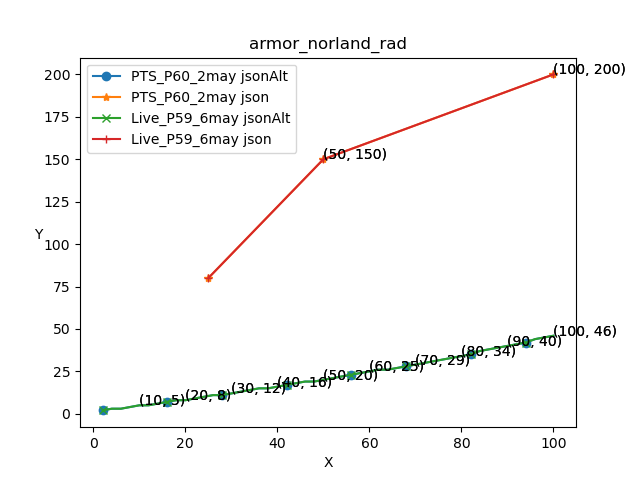 armor_norland_rad
PTS_P60_2may jsonAlt
PTS_P60_2may json
Live_P59_6may jsonAlt
Live_P59_6may json
Y
200
175
150
125
100
75
50
25
0
(100, 200)
(50, 150)
(10, 5)
(20, 8)
(30, 12)
(40, 16)
(50, 20)
(60, 25)
(70, 29)
(80, 34)
(90, 40)
(100, 46)
0 20 40 60 80 100
X